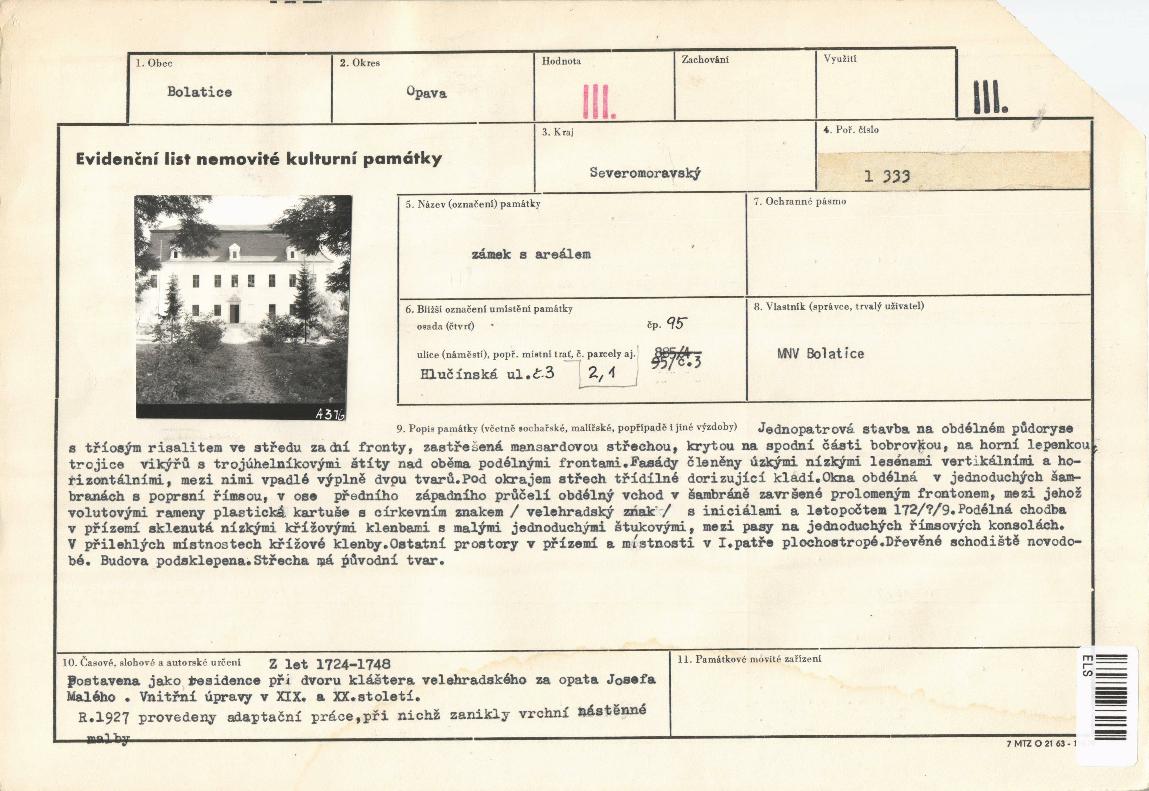 1. Obec
Bolatice
2. Okres
Opava
Hodnota
III.
Zachování
Využití
III.
Evidenční list nemovité kulturní památky
3. Kraj
Severomoravský
4. Poř. číslo
1 333
A376
5. Název (označení) památky
zámek s areálem
7. Ochranné pásmo
6. Bližší označení umístění památky
osada (čtvrť)
čp. 95
ulice (náměstí), popř. místní trať, č. parcely aj.
957č.3
Hlučínská ul.č.3
2,1
8. Vlastník (správce, trvalý uživatel)
MNV Bolatice
9. Popis památky (včetně sochařské, malířské, popřípadě i jiné výzdoby) Jednopatrová stavba na obdélném půdoryse
s tříosým risalitem ve středu zadní fronty, zastřešená mansardovou střechou, krytou na spodní části bobrovkou, na horní lepenkou,
trojice vikýřů s trojúhelníkovými štíty nad oběma podélnými frontami.Fasády členěny úzkými nízkými lesénami vertikálními a ho-
rizontálními, mezi nimi vpadlé výplně dvou tvarů.Pod okrajem střech třídílné dorizující kladí.Okna obdélná v jednoduchých šam-
branách s poprsní římsou, v ose předního západního průčelí obdélný vchod v šambráně završené prolomeným frontonem, mezi jehož
volutovými rameny plastická kartuše s církevním znakem / velehradský znak / s iniciálami a letopočtem 172/?/9.Podélná chodba
v přízemí sklenutá nízkými křížovými klenbami s malými jednoduchými štukovými, mezi pasy na jednoduchých římsových konsolách.
V přilehlých místnostech křížové klenby.Ostatní prostory v přízemí a místnosti v I.patře plochostropé.Dřevěné schodiště novodo-
bé. Budova podsklepena.Střecha má původní tvar.
10. Časové, slohové a autorské určení Z let 1724-1748
Postavena jako residence při dvoru kláštera velehradského za opata Josefa
Malého . Vnitřní úpravy v XIX. a XX.století.
R.1927 provedeny adaptační práce,při nichž zanikly vrchní nástěnné
malby
11. Památkové movité zařízení
ELS
7 MTZ O 21 63 - 1